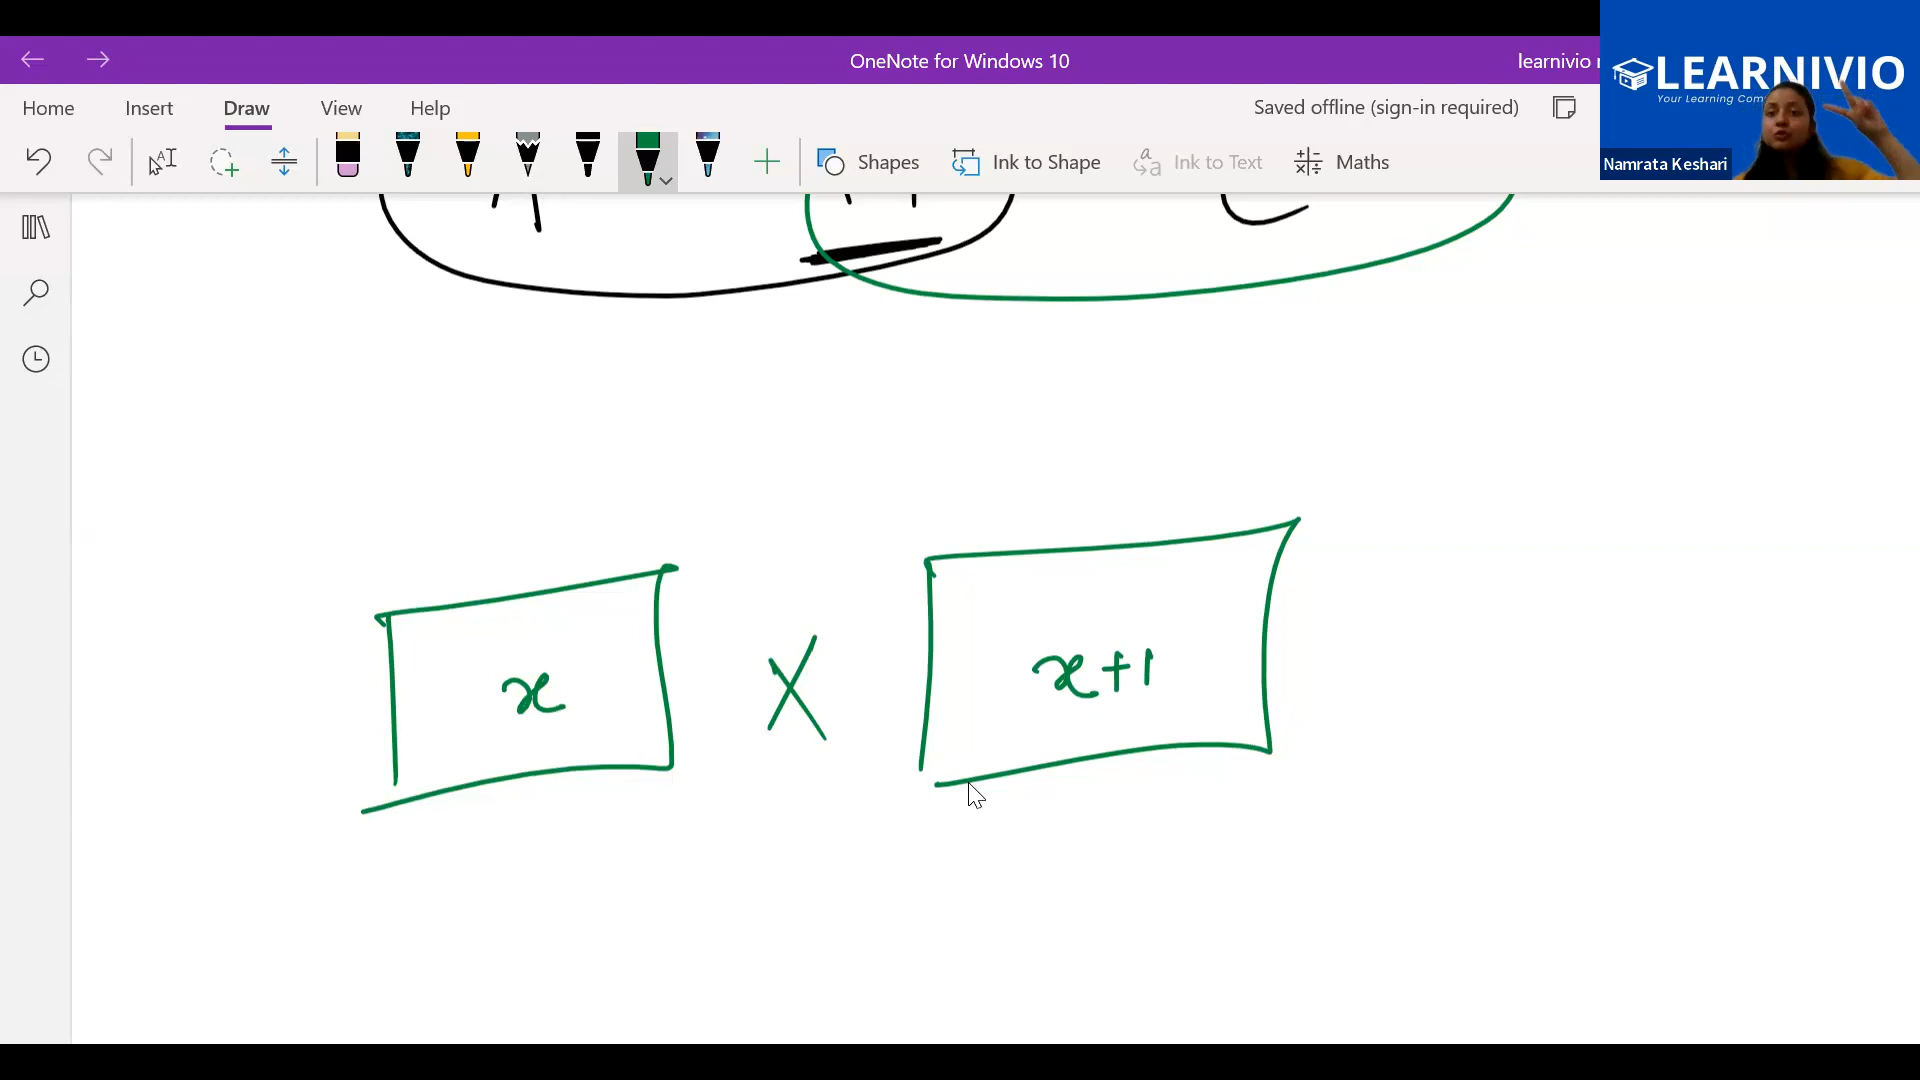 OneNote for Windows 10
learnivio
LEARNIVIO
Your Learning Com
Home Insert Draw View Help
Saved offline (sign-in required)
Shapes Ink to Shape Ink to Text Maths
Namrata Keshari
x X x+1